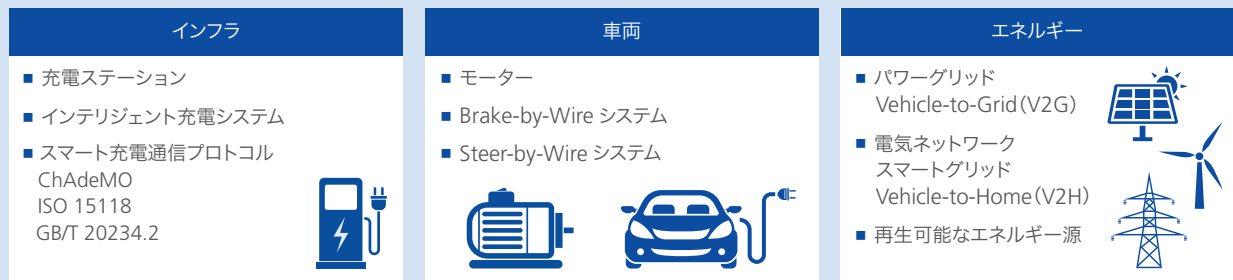 インフラ
■ 充電ステーション
■ インテリジェント充電システム
■ スマート充電通信プロトコル
ChAdeMO
ISO 15118
GB/T 20234.2
車両
■ モーター
■ Brake-by-Wire システム
■ Steer-by-Wire システム
エネルギー
■ パワーグリッド
Vehicle-to-Grid(V2G)
■ 電気ネットワーク
スマートグリッド
Vehicle-to-Home(V2H)
■ 再生可能なエネルギー源